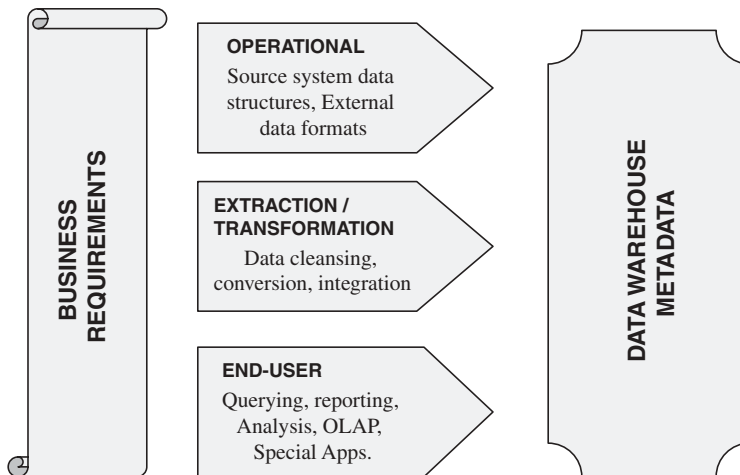 BUSINESS
REQUIREMENTS
OPERATIONAL
Source system data
structures, External
data formats
EXTRACTION /
TRANSFORMATION
Data cleansing,
conversion, integration
END-USER
Querying, reporting,
Analysis, OLAP,
Special Apps.
DATA WAREHOUSE
METADATA